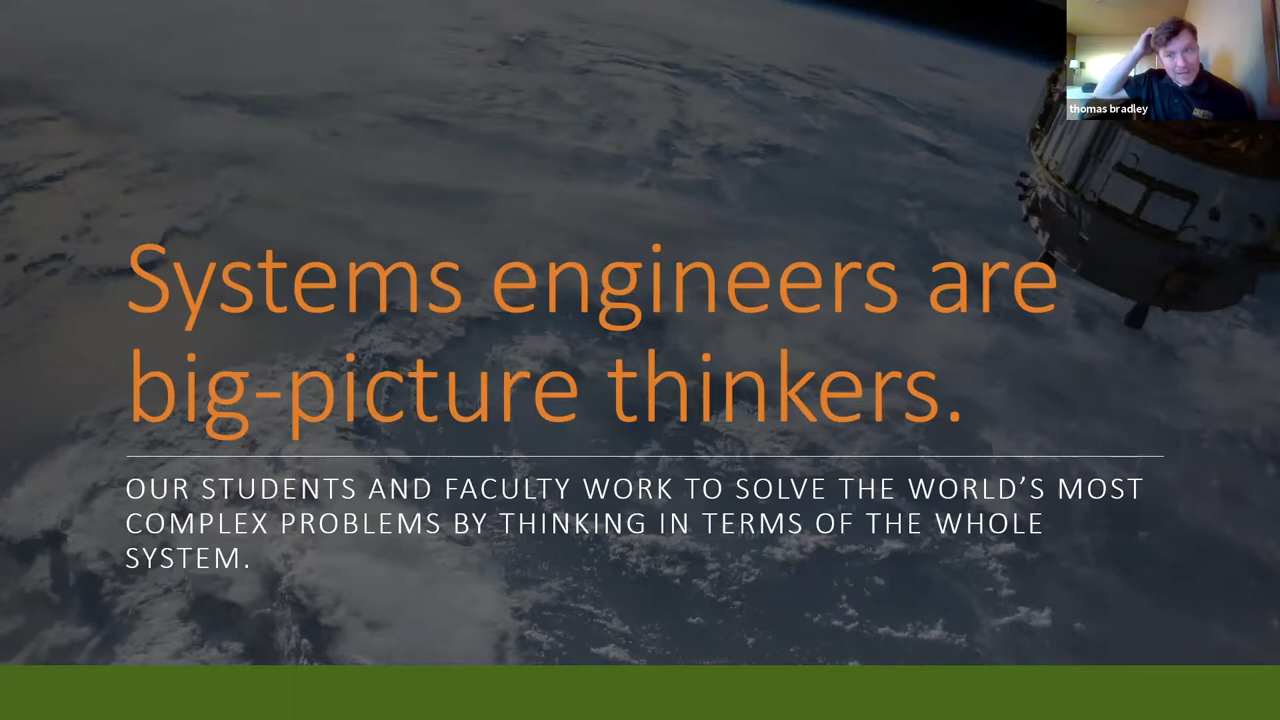 thomas bradley
Systems engineers are
big-picture thinkers.
OUR STUDENTS AND FACULTY WORK TO SOLVE THE WORLD’S MOST
COMPLEX PROBLEMS BY THINKING IN TERMS OF THE WHOLE
SYSTEM.